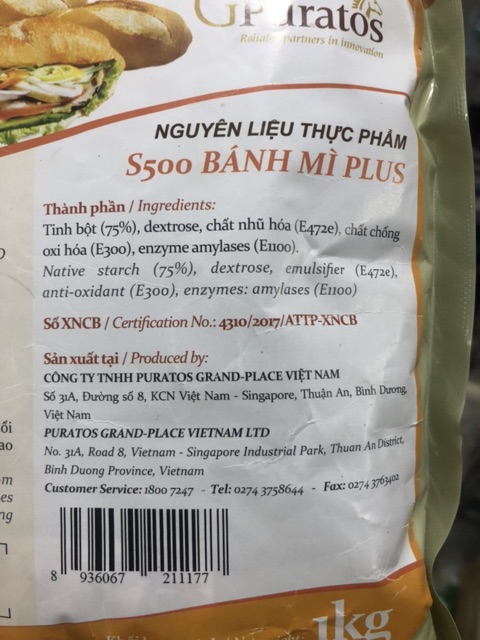 Puratos
Reliable partners in innovation
NGUYÊN LIỆU THỰC PHẨM
S500 BÁNH MÌ PLUS
Thành phần / Ingredients:
Tinh bột (75%), dextrose, chất nhũ hóa (E472e), chất chống
oxi hóa (E300), enzyme amylases (E1100).
Native starch (75%), dextrose, emulsifier (E472e),
anti-oxidant (E300), enzymes: amylases (E1100)
Số XNCB / Certification No.: 4310/2017/ATTP-XNCB
Sản xuất tại / Produced by:
CÔNG TY TNHH PURATOS GRAND-PLACE VIỆT NAM
Số 31A, Đường số 8, KCN Việt Nam - Singapore, Thuận An, Bình Dương,
Việt Nam
PURATOS GRAND-PLACE VIETNAM LTD
No. 31A, Road 8, Vietnam - Singapore Industrial Park, Thuan An District,
Binh Duong Province, Vietnam
Customer Service: 1800 7247 - Tel: 0274 3758644 - Fax: 0274 3763402
8 936067 211177
1kg